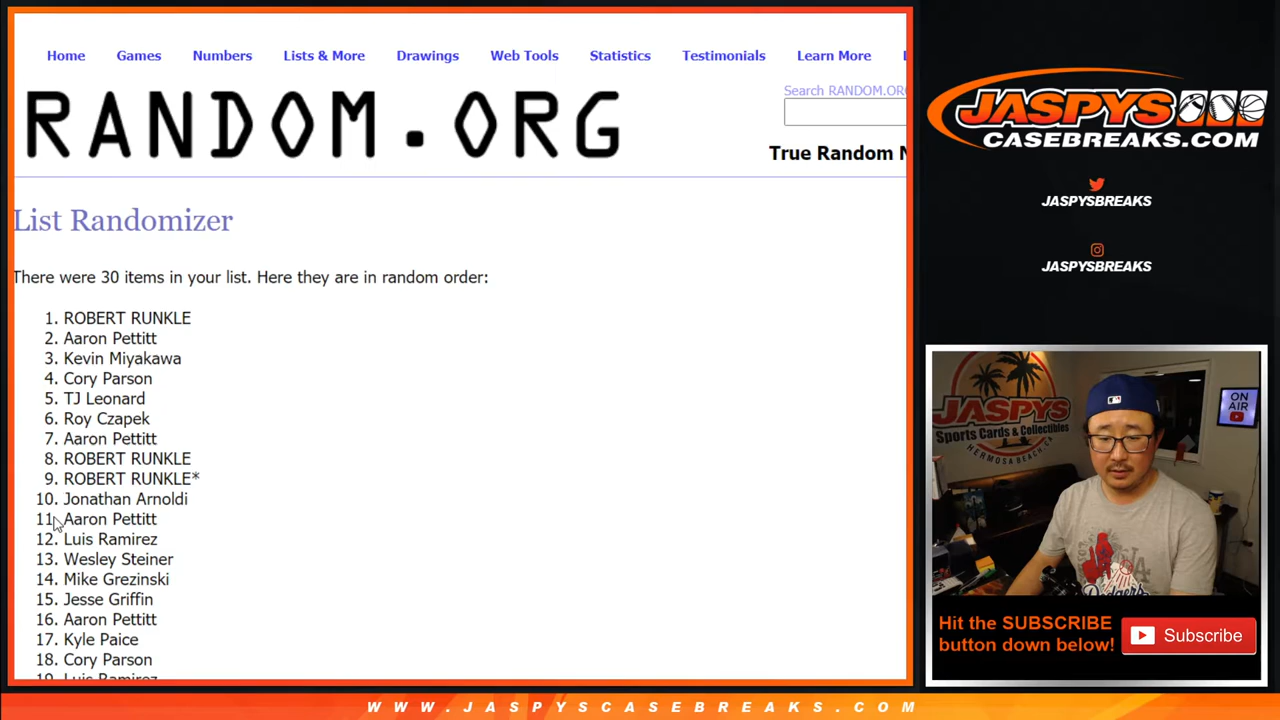 Home Games Numbers Lists & More Drawings Web Tools Statistics Testimonials Learn More
Search RANDOM.OR
RANDOM.ORG
True Random N
List Randomizer
There were 30 items in your list. Here they are in random order:
1. ROBERT RUNKLE
2. Aaron Pettitt
3. Kevin Miyakawa
4. Cory Parson
5. TJ Leonard
6. Roy Czapek
7. Aaron Pettitt
8. ROBERT RUNKLE
9. ROBERT RUNKLE*
10. Jonathan Arnoldi
11. Aaron Pettitt
12. Luis Ramirez
13. Wesley Steiner
14. Mike Grezinski
15. Jesse Griffin
16. Aaron Pettitt
17. Kyle Paice
18. Cory Parson
19. Luis Ramirez
JASPYS
CASEBREAKS.COM
JASPYSBREAKS
JASPYSBREAKS
JASPYS
Sports Cards & Collectibles
HERMOSA BEACH, CA
ON AIR
Dodgers
Hit the SUBSCRIBE
button down below!
Subscribe
WWW.JASPYSCASEBREAKS.COM